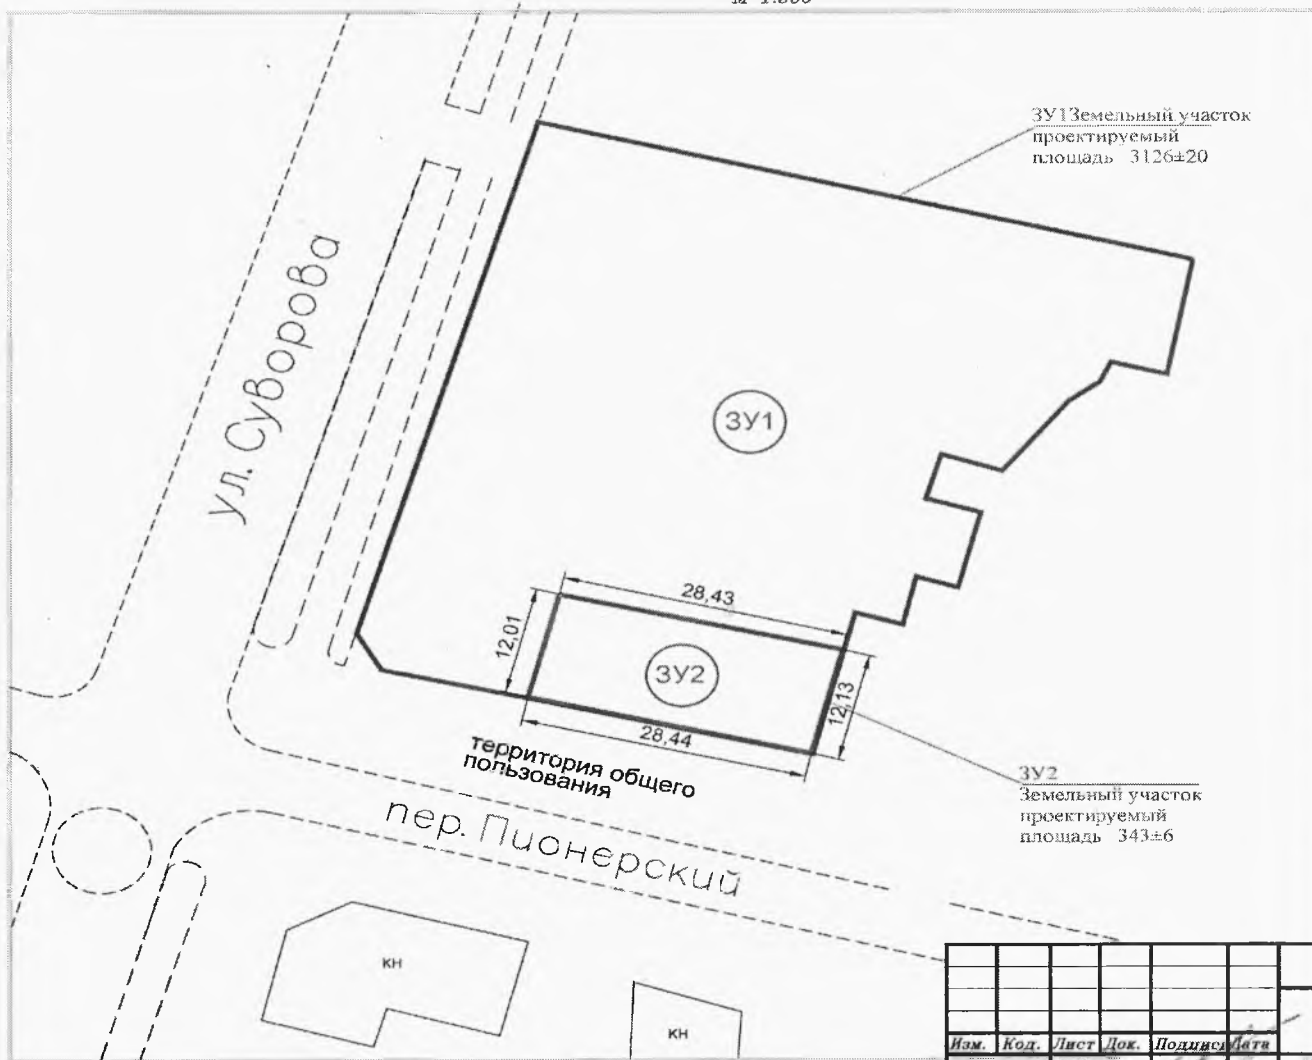 ЗУ1Земельный участок
проектируемый
площадь 3126±20
ул. Суворова
ЗУ1
28,43
12,01
ЗУ2
12,13
28,44
территория общего
пользования
ЗУ2
Земельный участок
проектируемый
площадь 343±6
пер. Пионерский
кн
кн
Изм. Код. Лист Док. Дата